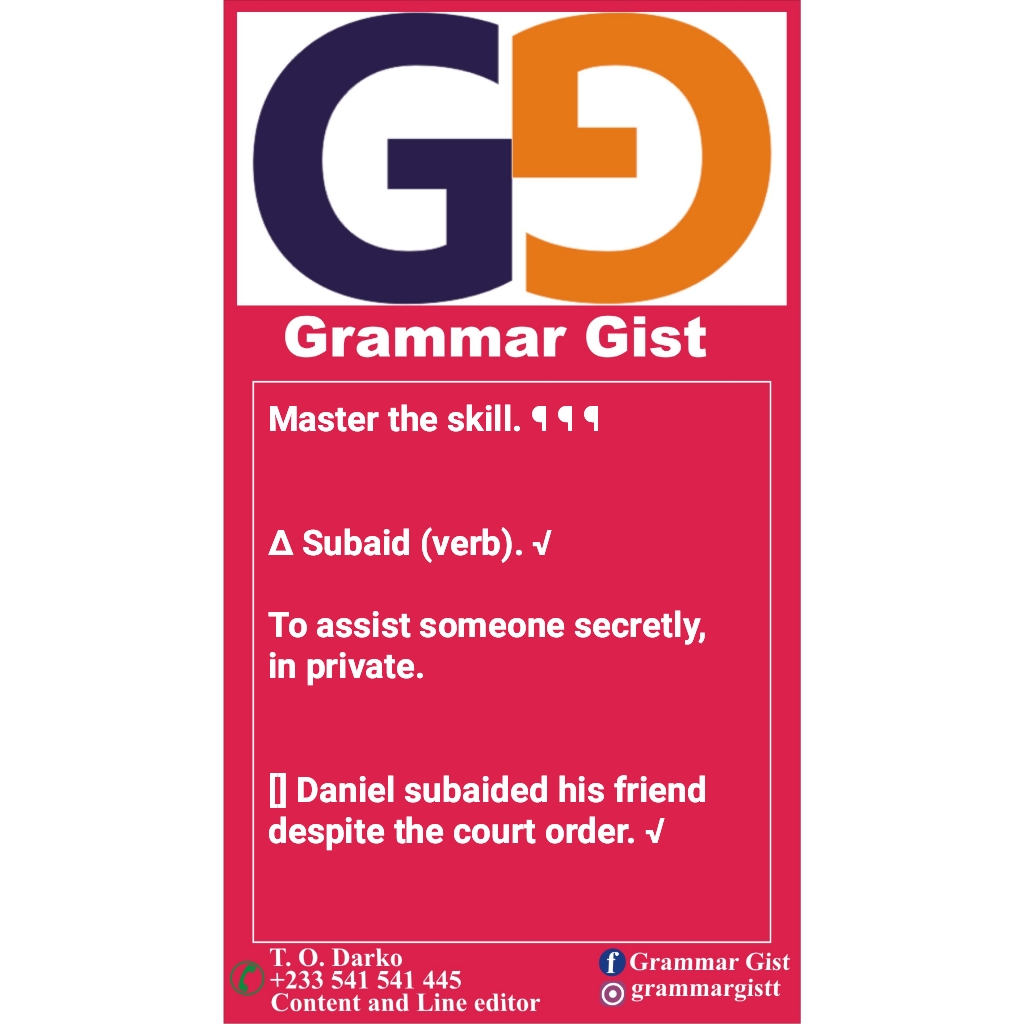 GG
Grammar Gist
Master the skill. ¶ ¶ ¶
Δ Subaid (verb). √
To assist someone secretly,
in private.
[] Daniel subaided his friend
despite the court order. √
T. O. Darko
+233 541 541 445
Content and Line editor
f Grammar Gist
grammargistt